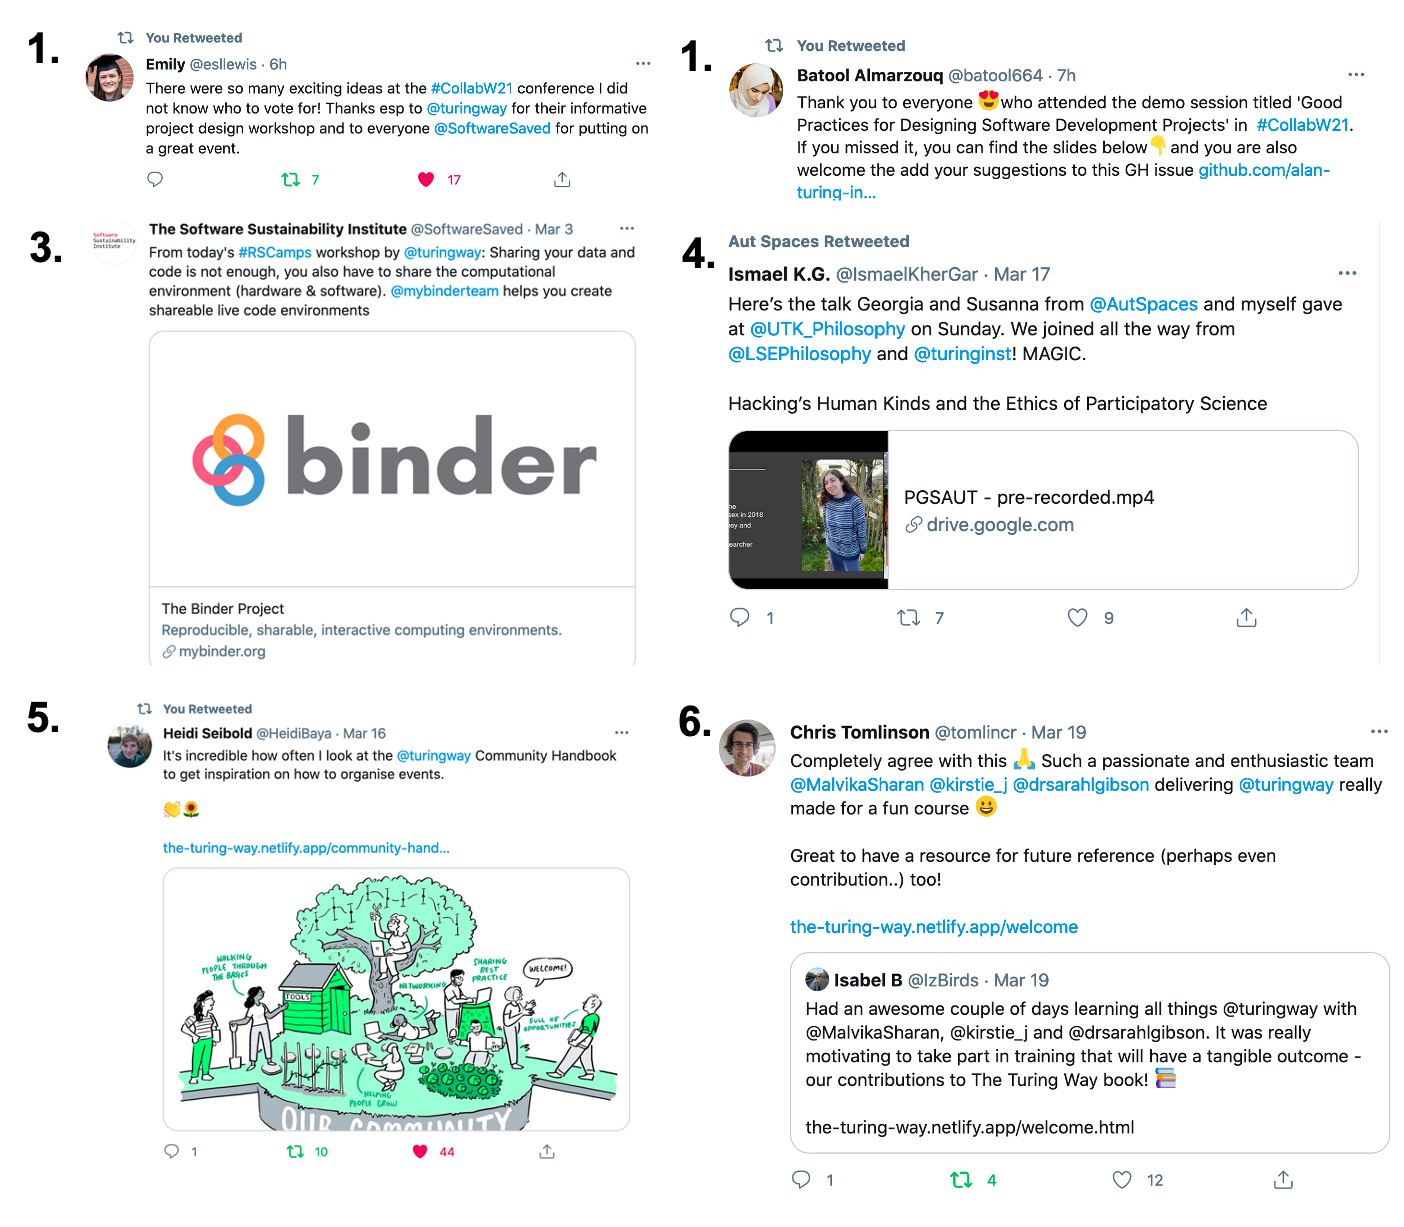 1.
You Retweeted
Emily @esllewis · 6h
There were so many exciting ideas at the #CollabW21 conference I did
not know who to vote for! Thanks esp to @turingway for their informative
project design workshop and to everyone @SoftwareSaved for putting on
a great event.
7
17
1.
You Retweeted
Batool Almarzouq @batool664 · 7h
Thank you to everyone 😍who attended the demo session titled 'Good
Practices for Designing Software Development Projects' in #CollabW21.
If you missed it, you can find the slides below👇and you are also
welcome the add your suggestions to this GH issue github.com/alan-
turing-in...
3.
Software
Sustainability
Institute
The Software Sustainability Institute @SoftwareSaved · Mar 3
From today's #RSCamps workshop by @turingway: Sharing your data and
code is not enough, you also have to share the computational
environment (hardware & software). @mybinderteam helps you create
shareable live code environments
binder
The Binder Project
Reproducible, sharable, interactive computing environments.
mybinder.org
4.
Aut Spaces Retweeted
Ismael K.G. @IsmaelKherGar · Mar 17
Here's the talk Georgia and Susanna from @AutSpaces and myself gave
at @UTK_Philosophy on Sunday. We joined all the way from
@LSEPhilosophy and @turinginst! MAGIC.
Hacking's Human Kinds and the Ethics of Participatory Science
he
sex in 2018
sy and
earcher
PGSAUT - pre-recorded.mp4
drive.google.com
1
7
9
5.
You Retweeted
Heidi Seibold @HeidiBaya · Mar 16
It's incredible how often I look at the @turingway Community Handbook
to get inspiration on how to organise events.
👏🌻
the-turing-way.netlify.app/community-hand...
WALKING
PEOPLE THROUGH
THE BASICS
TOOLS
NETWORKING
SHARING
BEST
PRACTICE
WELCOME!
FULL OF
OPPORTUNITIES
HELPING
PEOPLE GROW
OUR COMMUNITY
1
10
44
6.
Chris Tomlinson @tomlincr · Mar 19
Completely agree with this 🙏 Such a passionate and enthusiastic team
@MalvikaSharan @kirstie_j @drsarahlgibson delivering @turingway really
made for a fun course 😀
Great to have a resource for future reference (perhaps even
contribution..) too!
the-turing-way.netlify.app/welcome
Isabel B @IzBirds · Mar 19
Had an awesome couple of days learning all things @turingway with
@MalvikaSharan, @kirstie_j and @drsarahlgibson. It was really
motivating to take part in training that will have a tangible outcome -
our contributions to The Turing Way book! 📚
the-turing-way.netlify.app/welcome.html
1
4
12